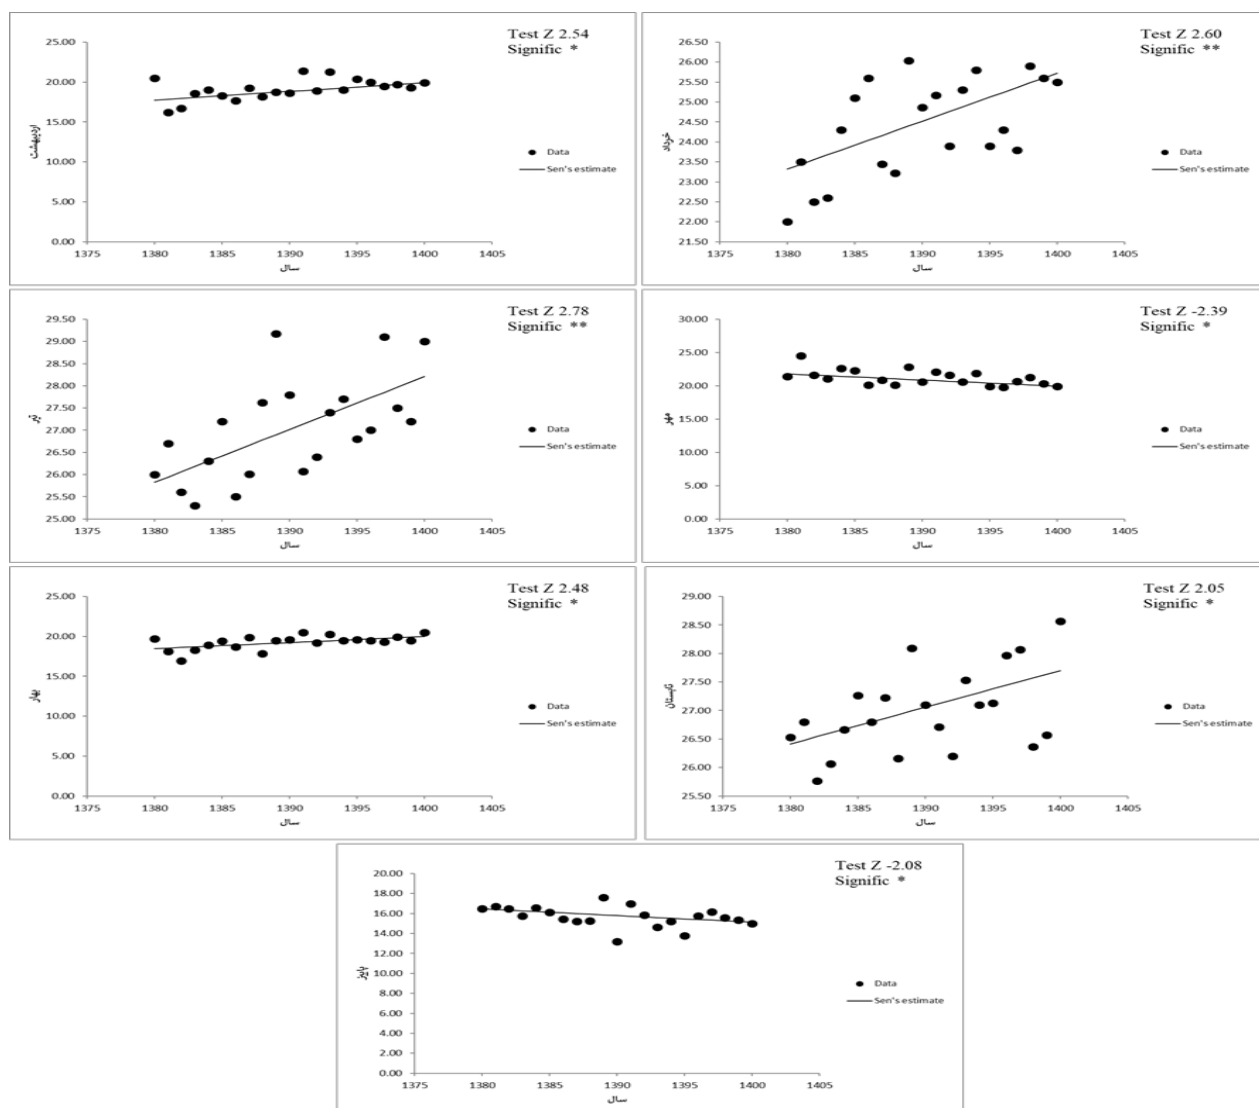 Test Z 2.54
Signific *
25.00
20.00
15.00
10.00
5.00
0.00
1375 1380 1385 1390 1395 1400 1405
اردیبهشت
سال
Data
Sen's estimate
Test Z 2.60
Signific **
26.50
26.00
25.50
25.00
24.50
24.00
23.50
23.00
22.50
22.00
21.50
1375 1380 1385 1390 1395 1400 1405
خرداد
سال
Data
Sen's estimate
Test Z 2.78
Signific **
29.50
29.00
28.50
28.00
27.50
27.00
26.50
26.00
25.50
25.00
1375 1380 1385 1390 1395 1400 1405
تیر
سال
Data
Sen's estimate
Test Z -2.39
Signific *
30.00
25.00
20.00
15.00
10.00
5.00
0.00
1375 1380 1385 1390 1395 1400 1405
مهر
سال
Data
Sen's estimate
Test Z 2.48
Signific *
25.00
20.00
15.00
10.00
5.00
0.00
1375 1380 1385 1390 1395 1400 1405
بهار
سال
Data
Sen's estimate
Test Z 2.05
Signific *
29.00
28.50
28.00
27.50
27.00
26.50
26.00
25.50
1375 1380 1385 1390 1395 1400 1405
تابستان
سال
Data
Sen's estimate
Test Z -2.08
Signific *
20.00
18.00
16.00
14.00
12.00
10.00
8.00
6.00
4.00
2.00
0.00
1375 1380 1385 1390 1395 1400 1405
پاییز
سال
Data
Sen's estimate